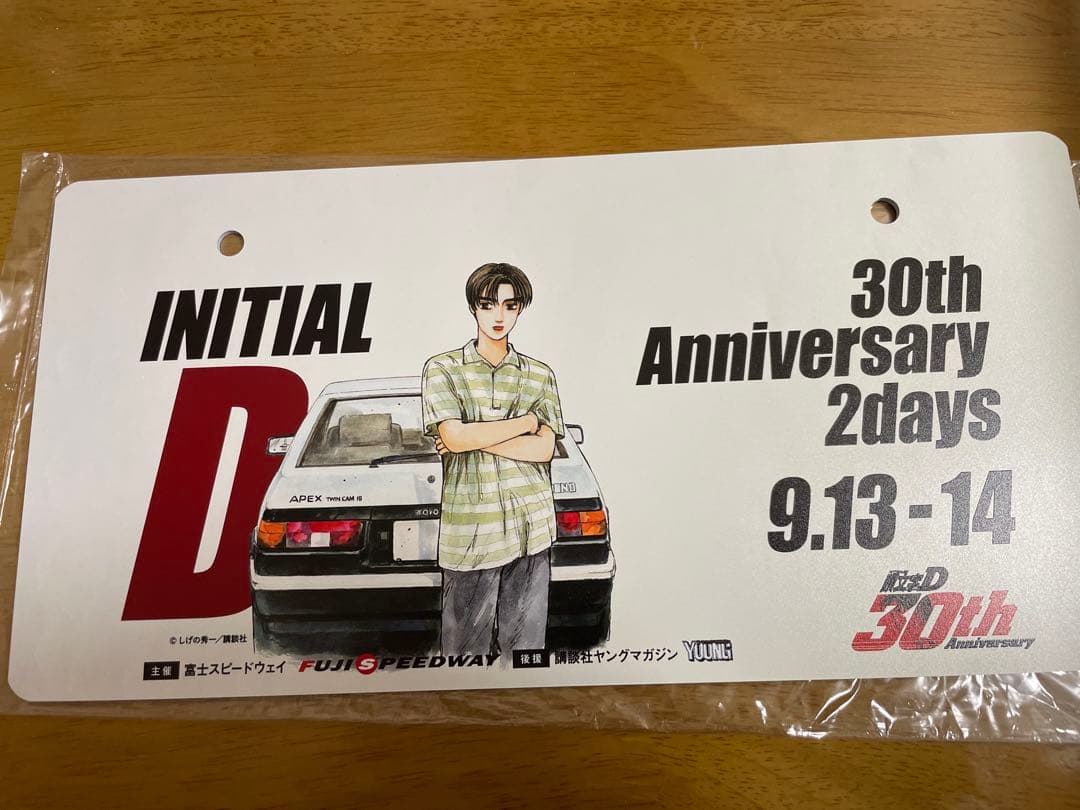 INITIAL
D
30th
Anniversary
2days
9.13-14
APEX TWIN CAM 16
頭文字D
30th
Anniversary
©しげの秀一/講談社
主催 富士スピードウェイ FUJI SPEEDWAY 後援 講談社ヤングマガジン YOUNG